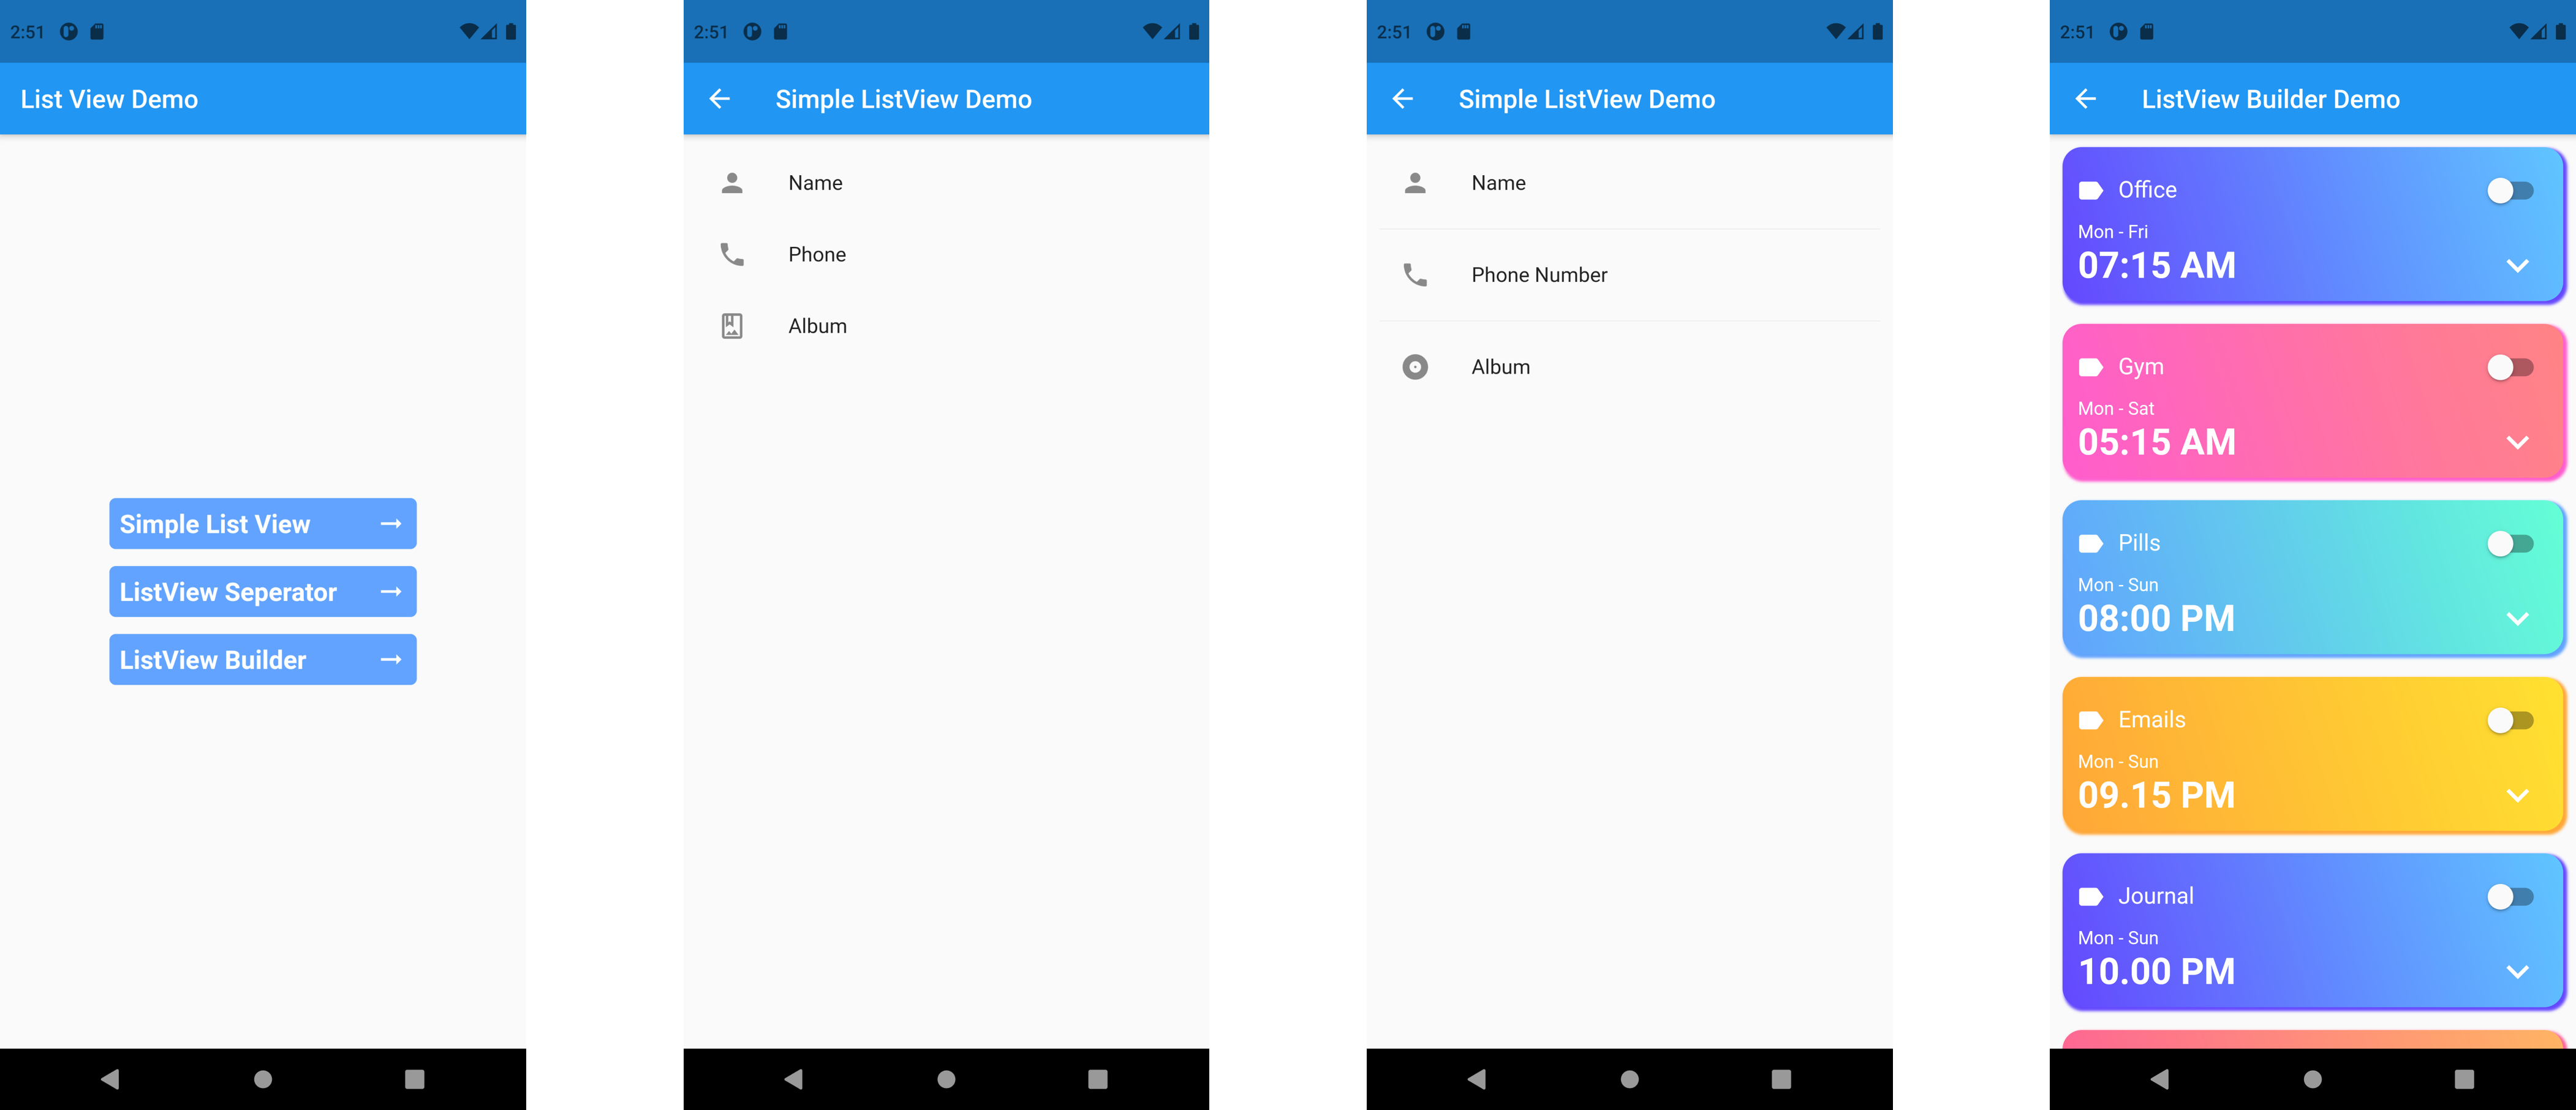 2:51
List View Demo
Simple List View
ListView Seperator
ListView Builder
2:51
Simple ListView Demo
Name
Phone
Album
2:51
Simple ListView Demo
Name
Phone Number
Album
2:51
ListView Builder Demo
Office
Mon - Fri
07:15 AM
Gym
Mon - Sat
05:15 AM
Pills
Mon - Sun
08:00 PM
Emails
Mon - Sun
09.15 PM
Journal
Mon - Sun
10.00 PM